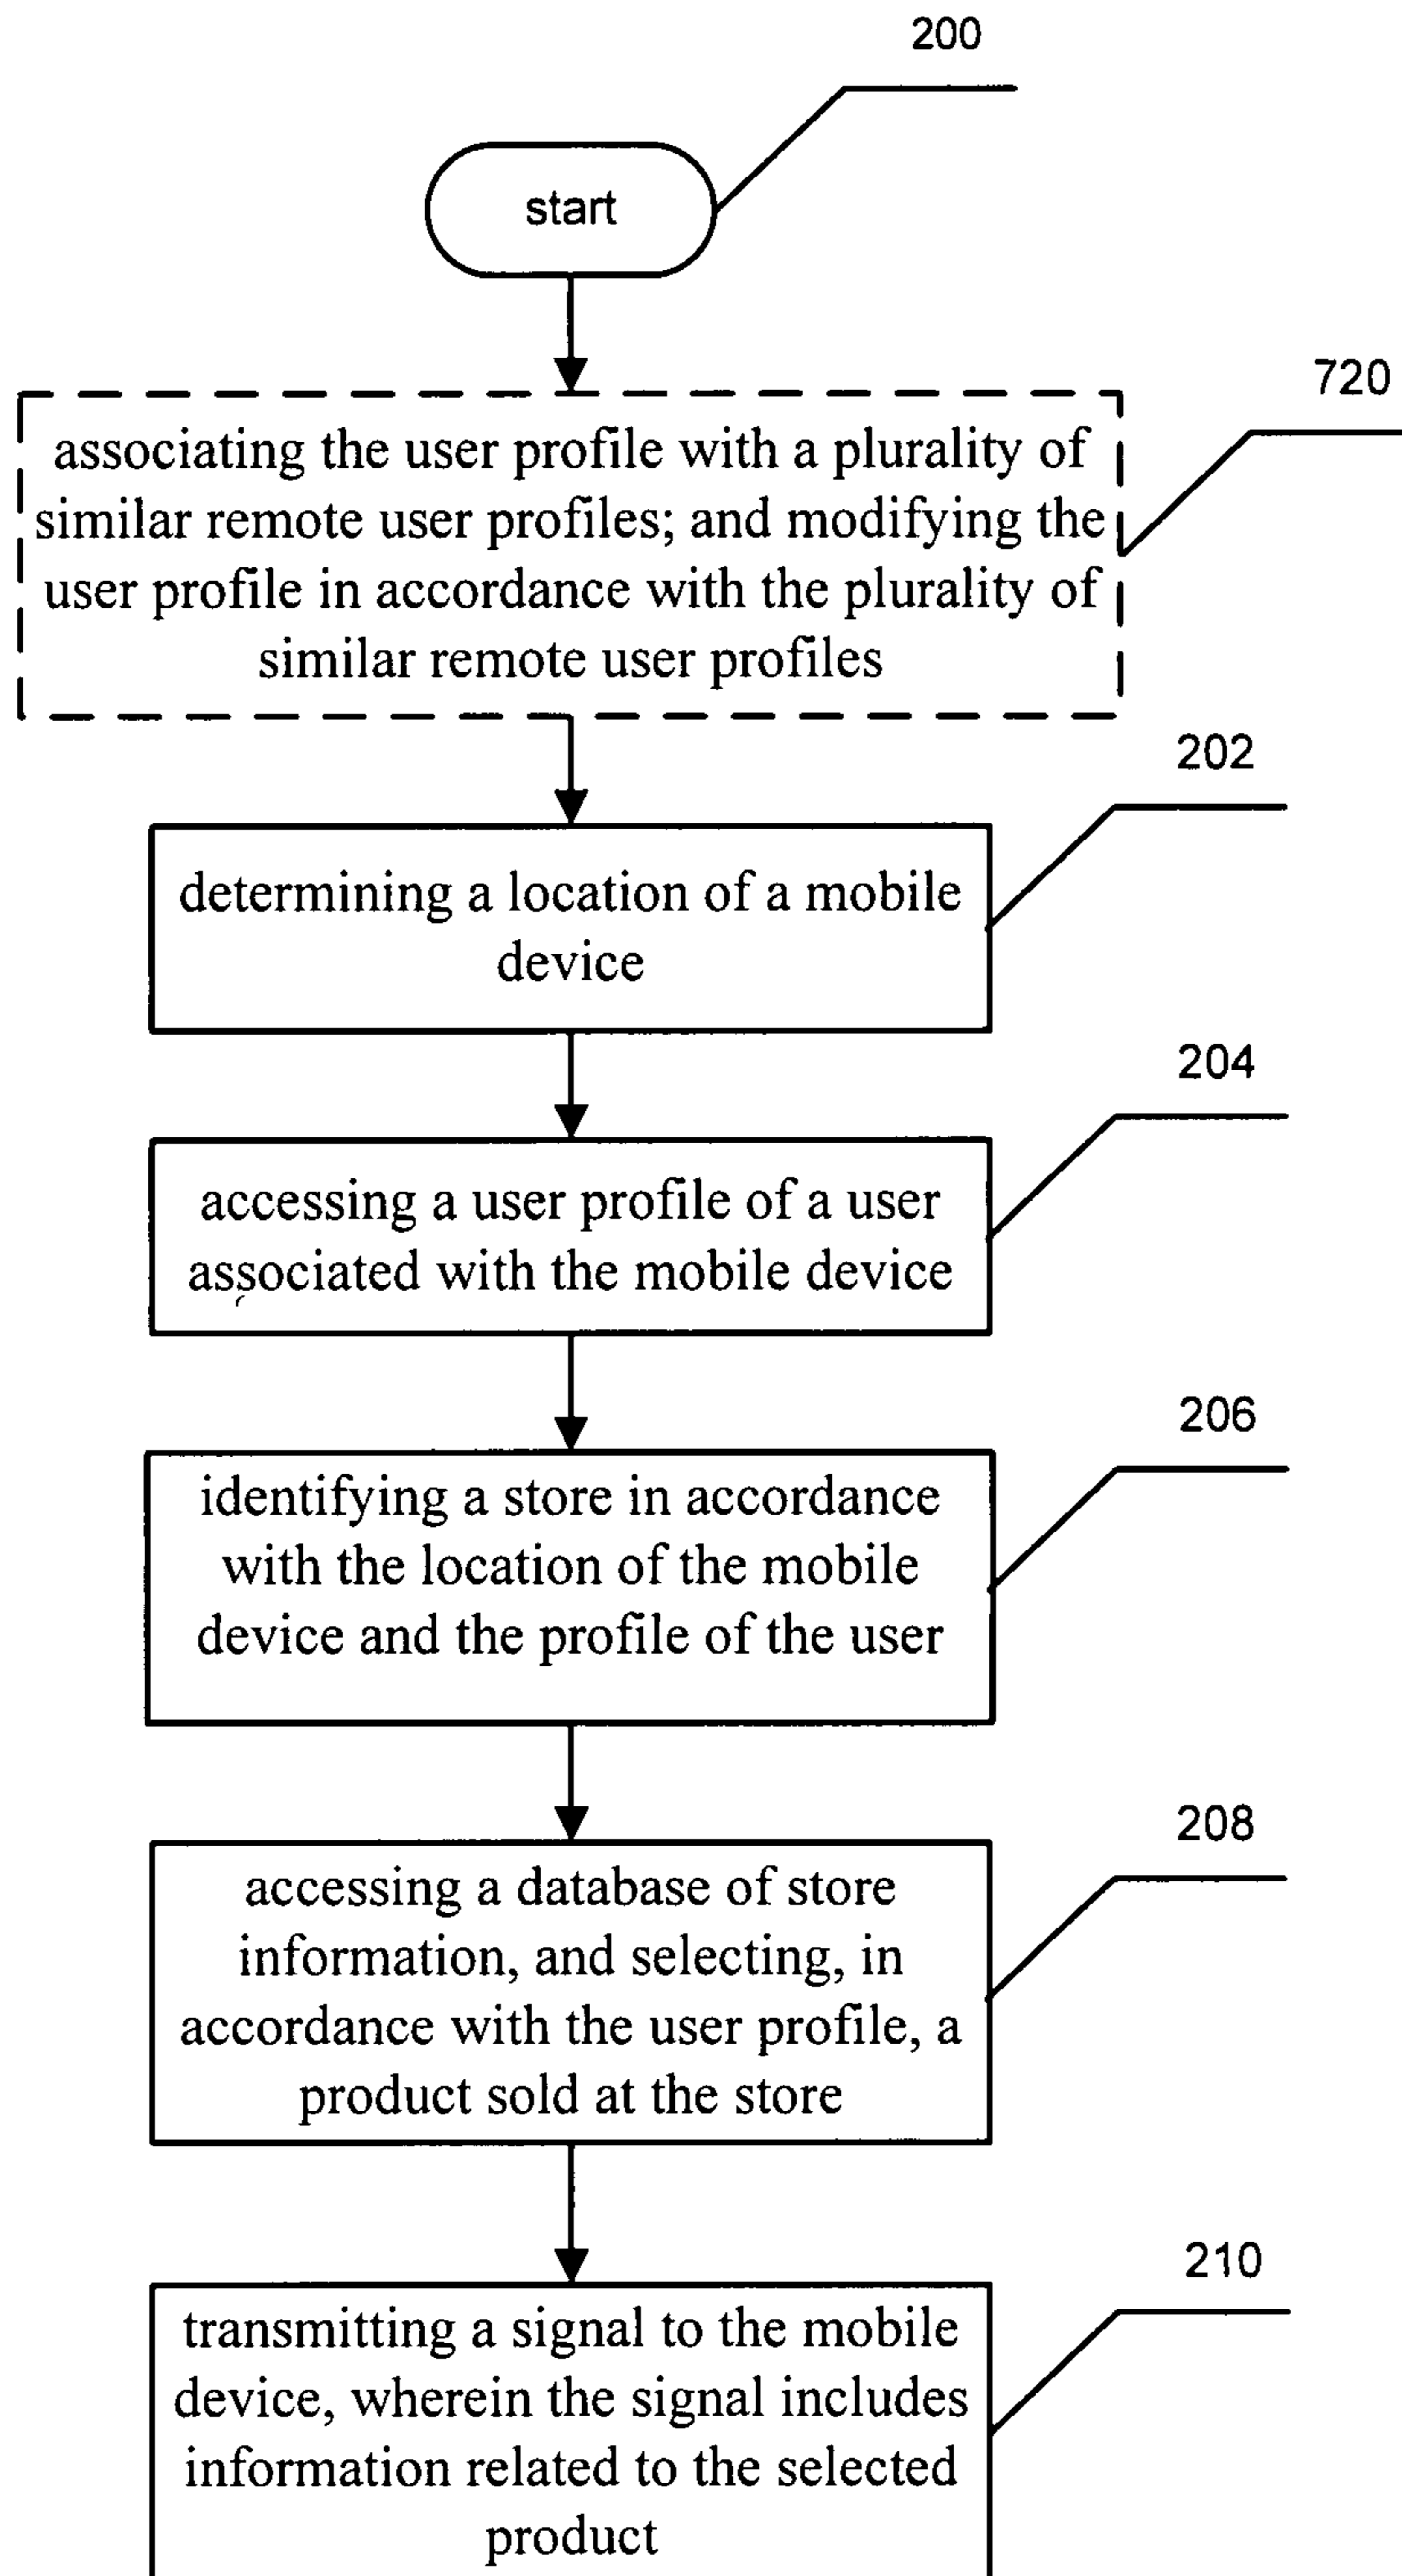 200
start
720
associating the user profile with a plurality of
similar remote user profiles; and modifying the
user profile in accordance with the plurality of
similar remote user profiles
202
determining a location of a mobile
device
204
accessing a user profile of a user
associated with the mobile device
206
identifying a store in accordance
with the location of the mobile
device and the profile of the user
208
accessing a database of store
information, and selecting, in
accordance with the user profile, a
product sold at the store
210
transmitting a signal to the mobile
device, wherein the signal includes
information related to the selected
product